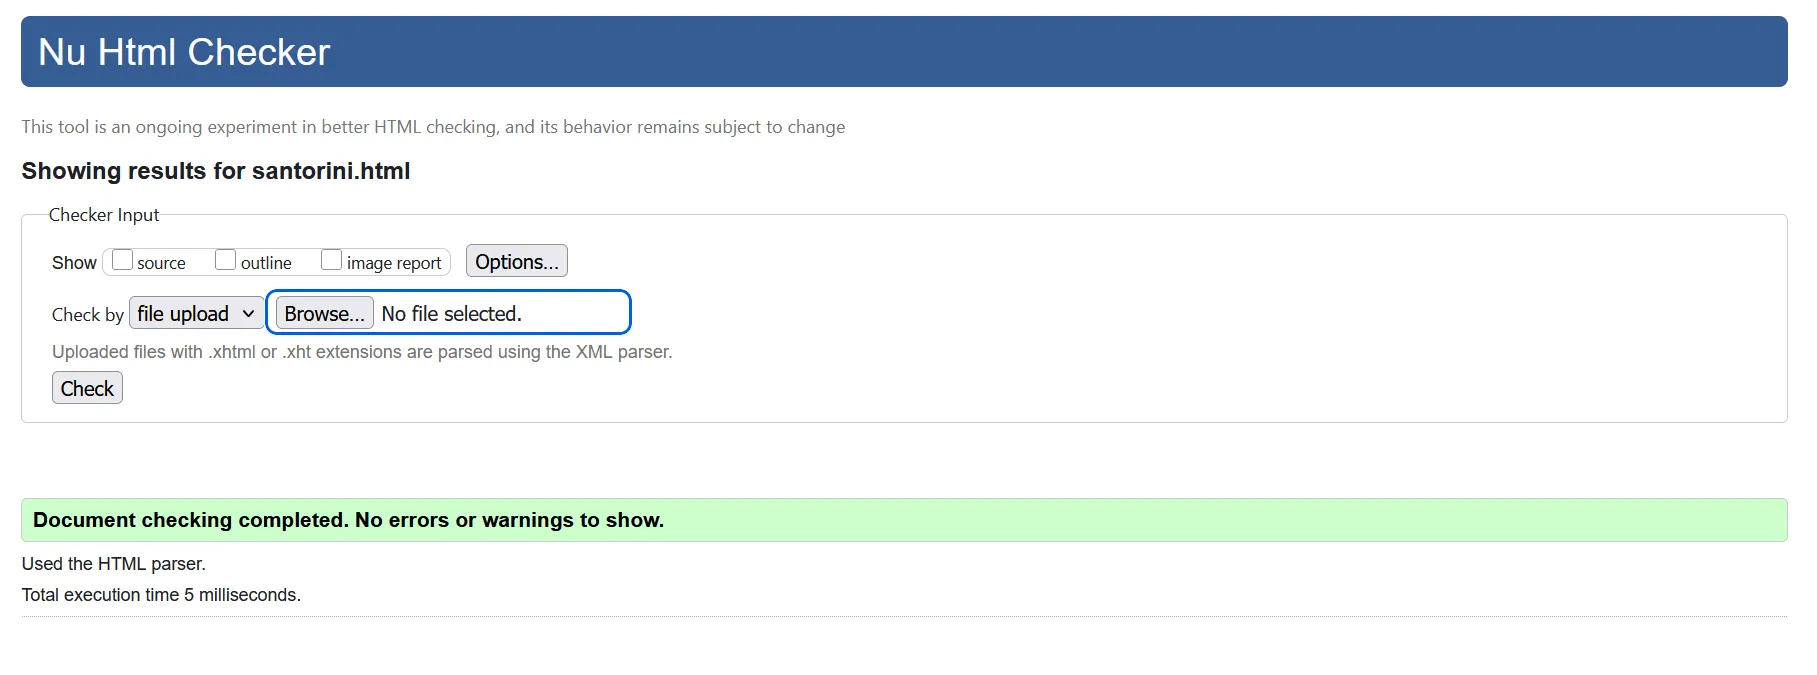 Nu Html Checker
This tool is an ongoing experiment in better HTML checking, and its behavior remains subject to change
Showing results for santorini.html
Checker Input
Show source outline image report Options...
Check by file upload Browse... No file selected.
Uploaded files with .xhtml or .xht extensions are parsed using the XML parser.
Check
Document checking completed. No errors or warnings to show.
Used the HTML parser.
Total execution time 5 milliseconds.